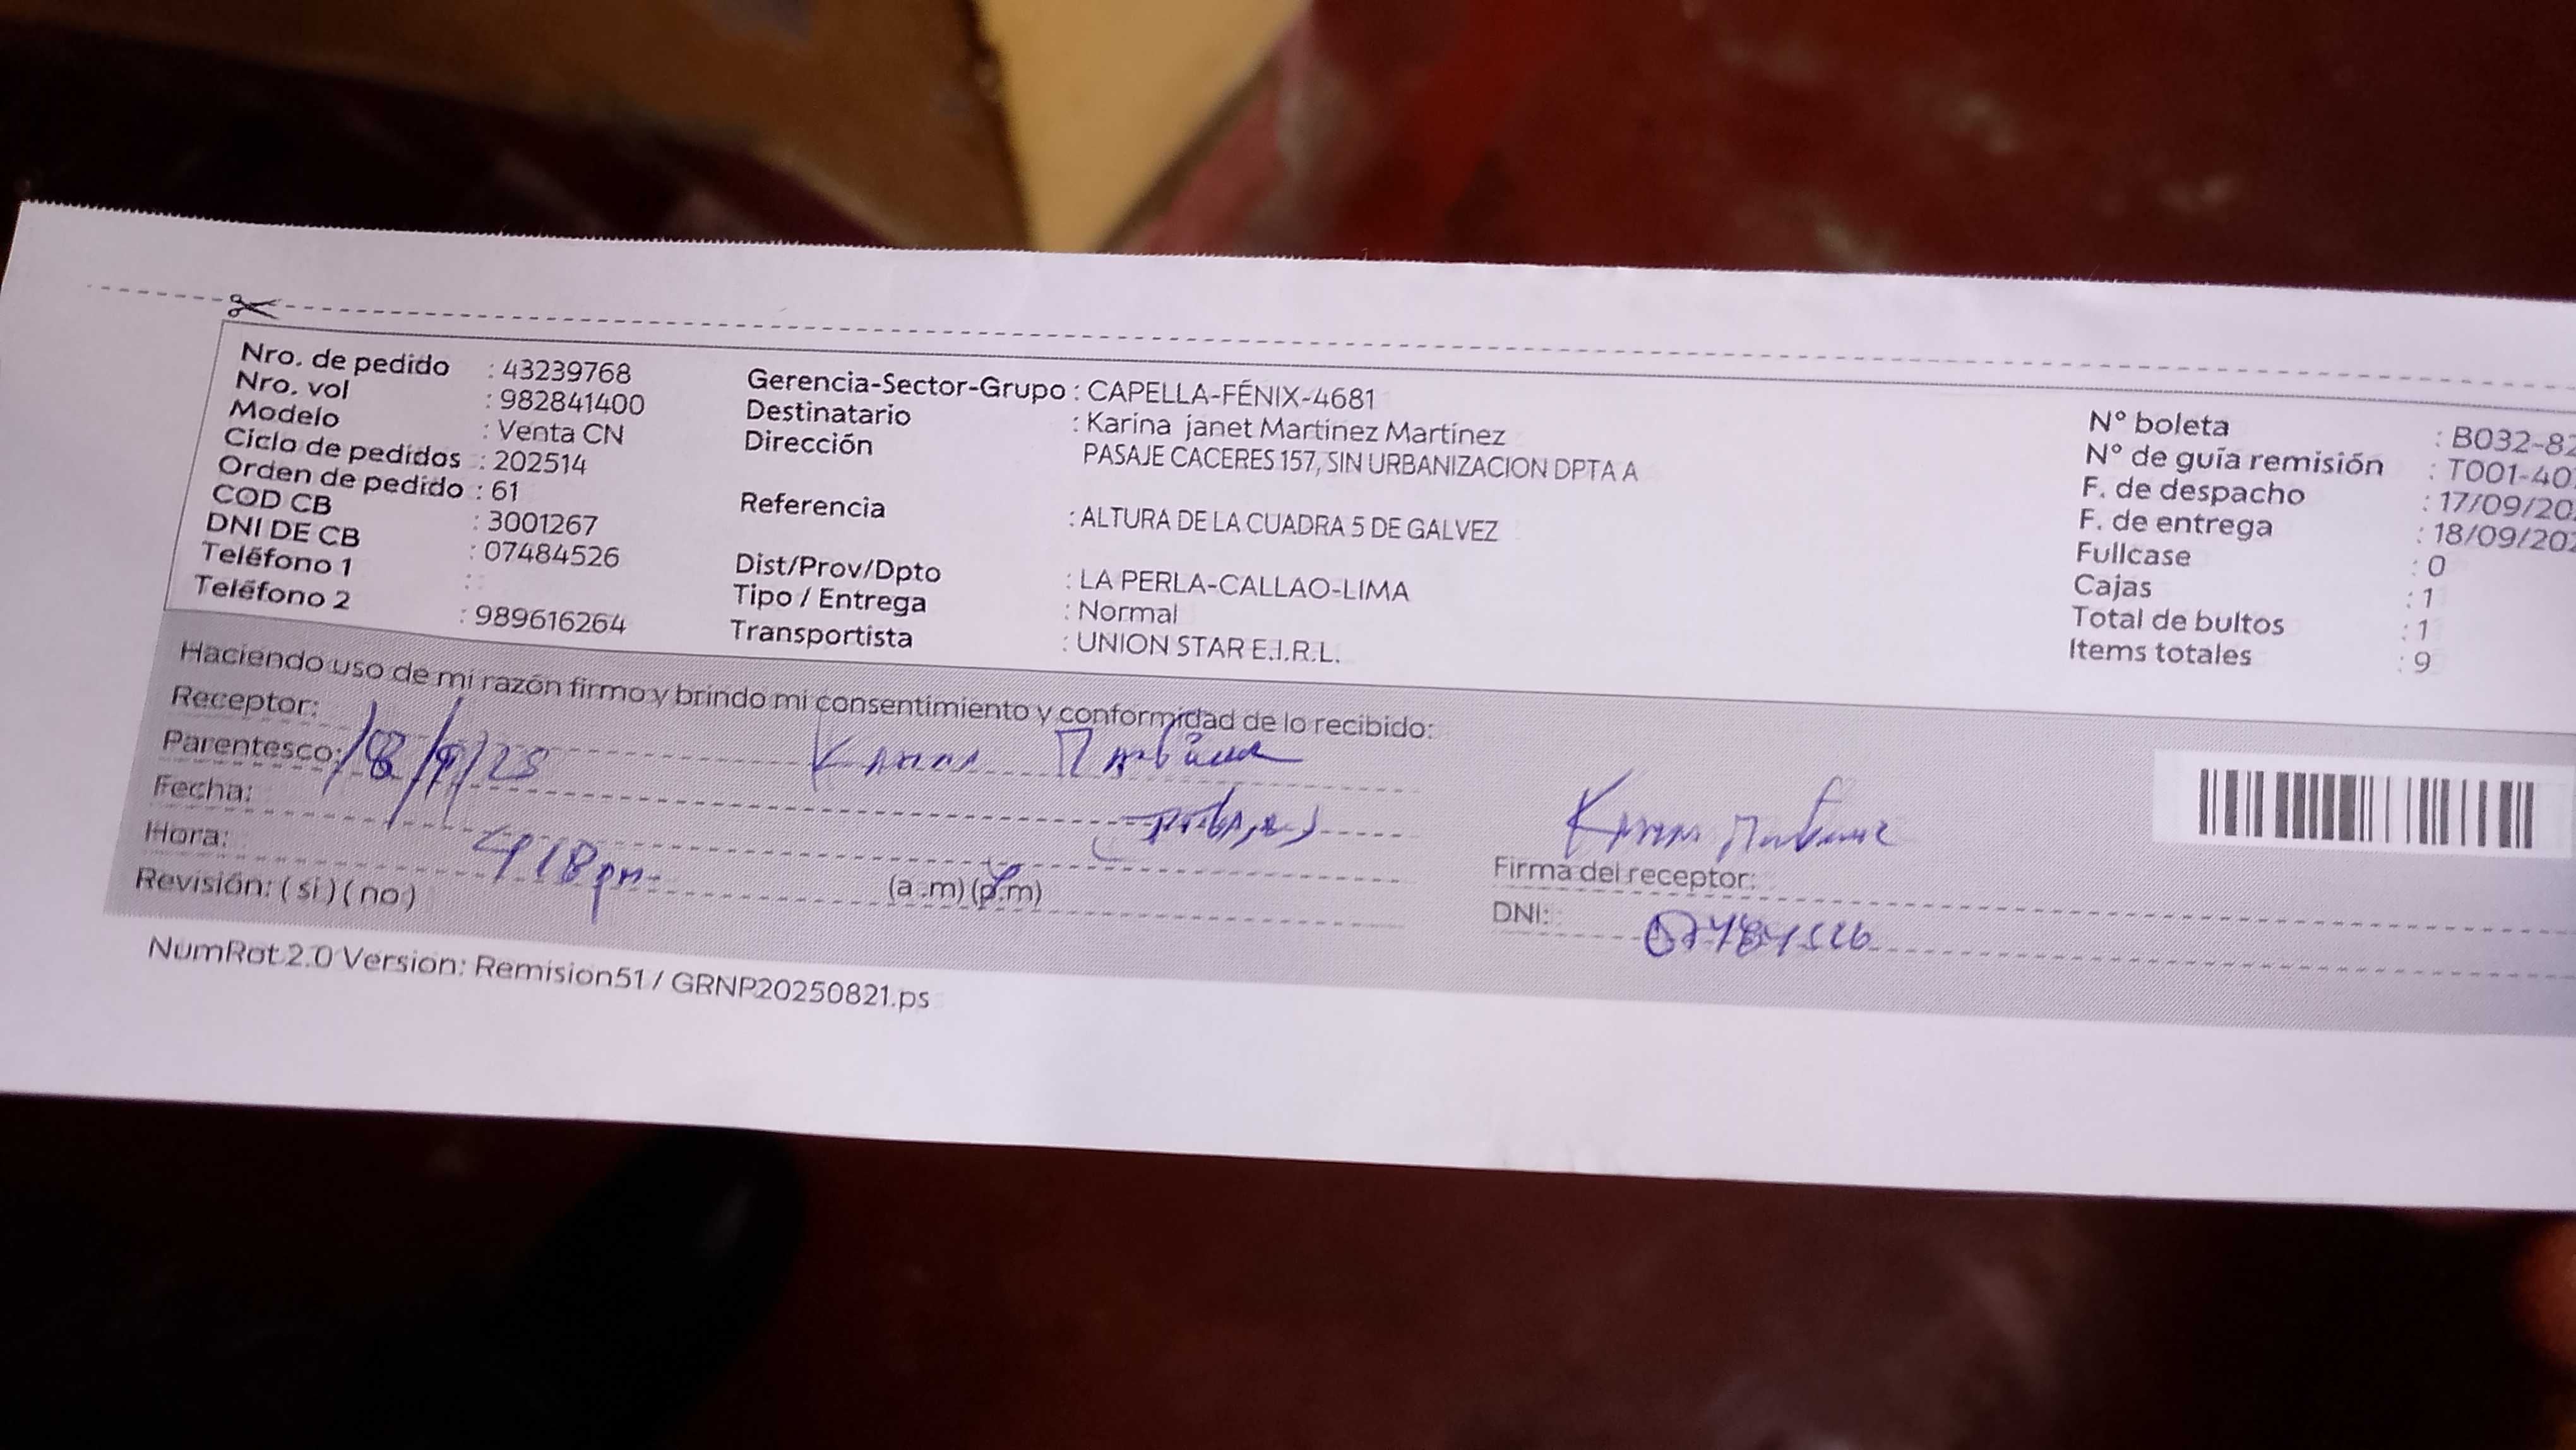 Nro. de pedido : 43239768
Nro. vol : 982841400
Modelo : Venta CN
Ciclo de pedidos : 202514
Orden de pedido : 61
COD CB : 3001267
DNI DE CB : 07484526
Teléfono 1 :
Teléfono 2 : 989616264
Gerencia-Sector-Grupo : CAPELLA-FÉNIX-4681
Destinatario : Karina janet Martinez Martinez
Dirección PASAJE CACERES 157, SIN URBANIZACION DPTA A
Referencia : ALTURA DE LA CUADRA 5 DE GALVEZ
Dist/Prov/Dpto : LA PERLA-CALLAO-LIMA
Tipo / Entrega : Normal
Transportista : UNION STAR E.I.R.L.
N° boleta : B032-82
N° de guía remisión : T001-40
F. de despacho : 17/09/20
F. de entrega : 18/09/202
Fullcase : 0
Cajas : 1
Total de bultos : 1
Items totales : 9
Haciendo uso de mi razón firmo y brindo mi consentimiento y conformidad de lo recibido:
Receptor:
Parentesco: 18/9/25
Fecha:
Hora: 418 pm (a .m) (p.m)
Revisión: ( si ) ( no )
Firma del receptor:
DNI: 07484526
NumRot 2.0 Version: Remision51 / GRNP20250821.ps